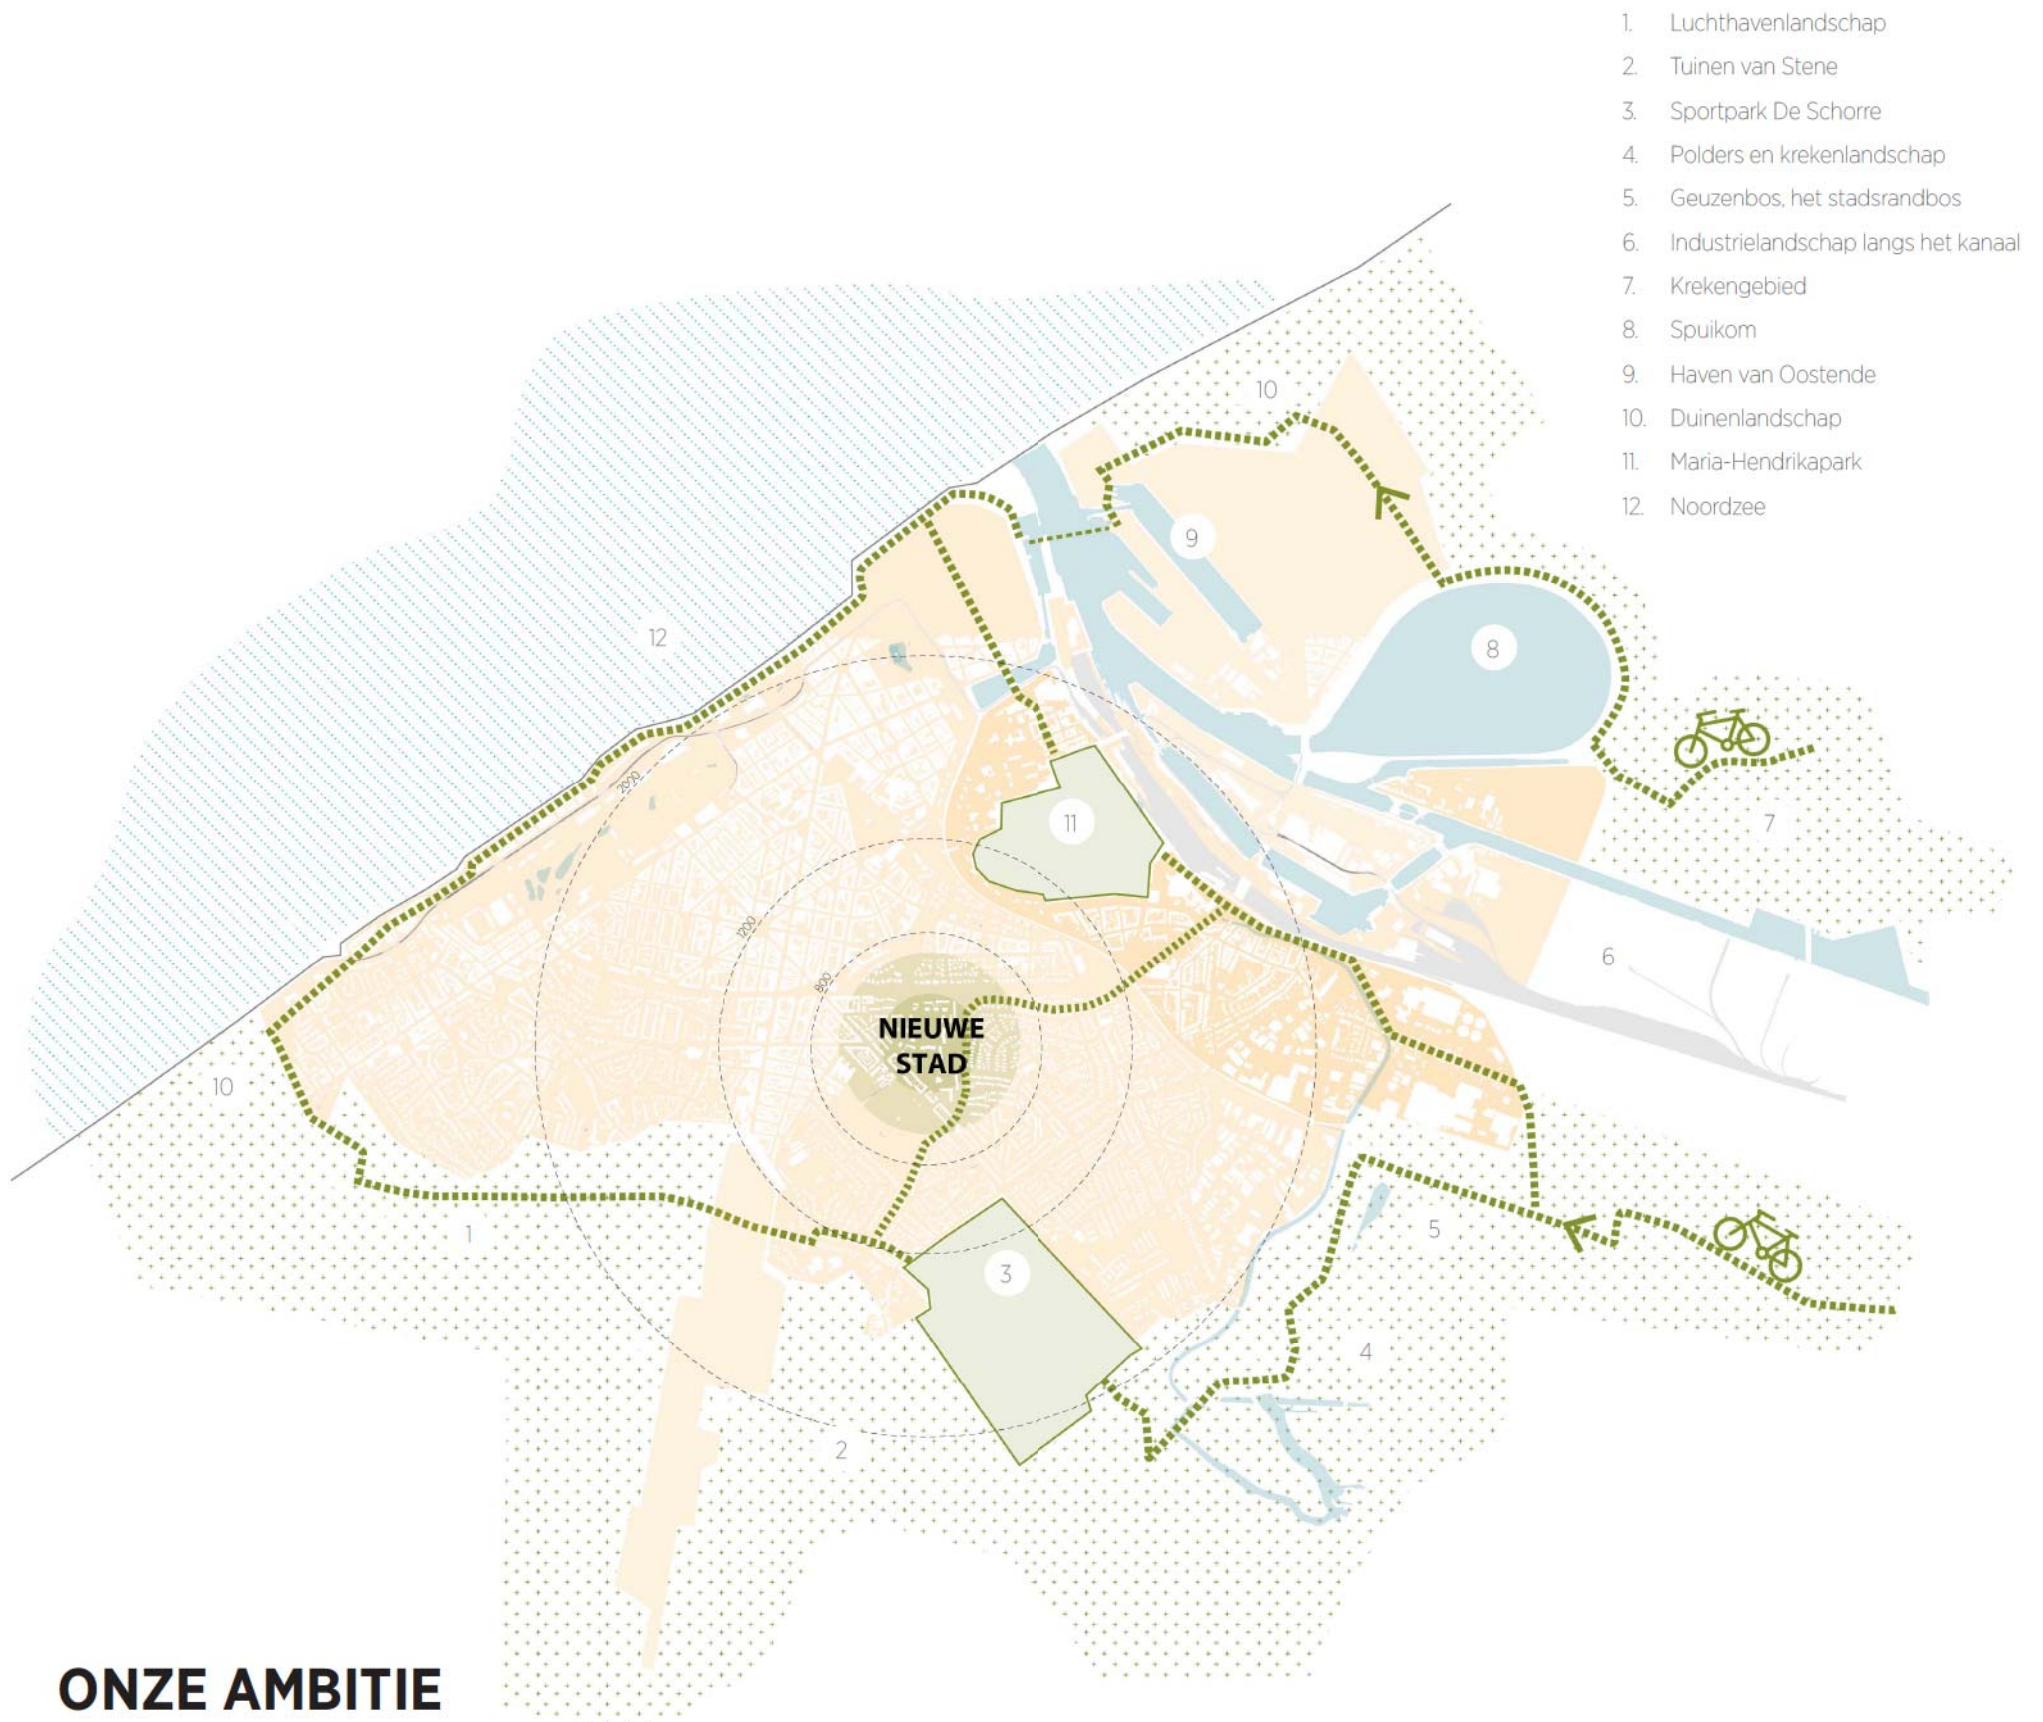 1. Luchthavenlandschap
2. Tuinen van Stene
3. Sportpark De Schorre
4. Polders en krekenlandschap
5. Geuzenbos, het stadsrandbos
6. Industrielandschap langs het kanaal
7. Krekengebied
8. Spuikom
9. Haven van Oostende
10. Duinenlandschap
11. Maria-Hendrikapark
12. Noordzee
10
9
12
8
2000
11
7
1200
6
800
NIEUWE
STAD
10
1
5
3
4
2
ONZE AMBITIE